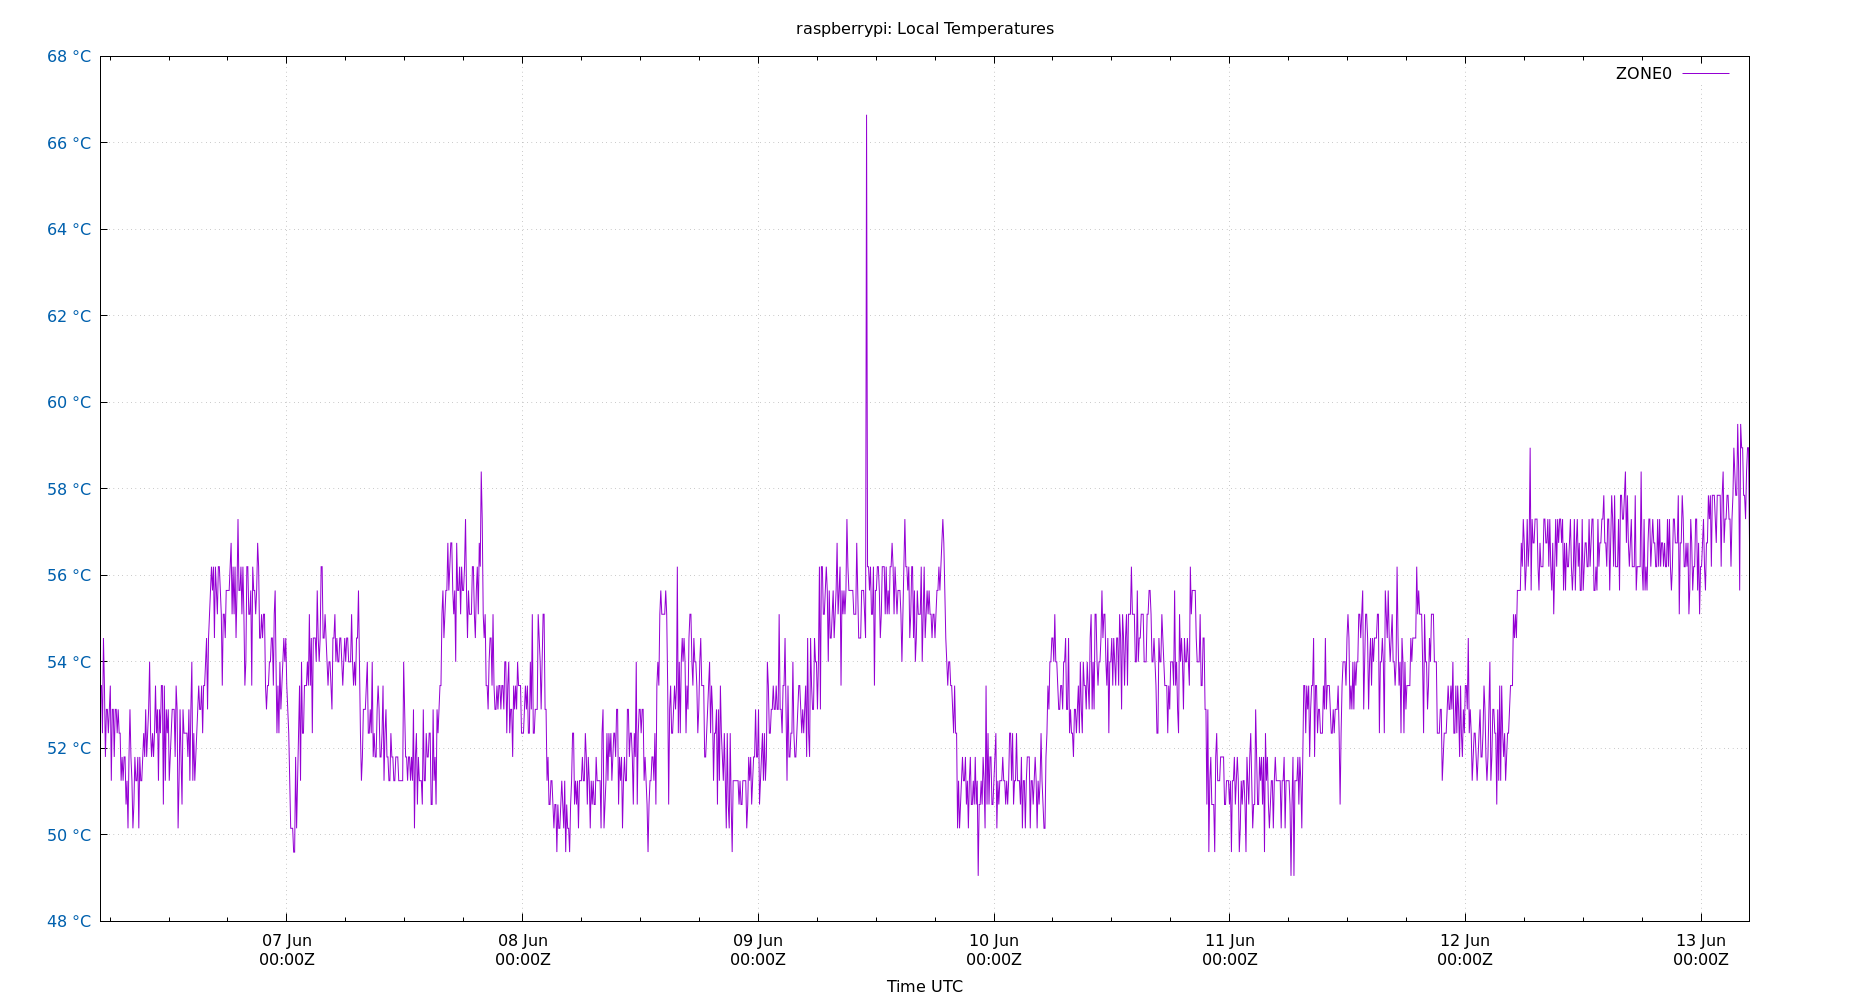 raspberrypi: Local Temperatures
ZONE0
68 °C
66 °C
64 °C
62 °C
60 °C
58 °C
56 °C
54 °C
52 °C
50 °C
48 °C
07 Jun 08 Jun 09 Jun 10 Jun 11 Jun 12 Jun 13 Jun
00:00Z 00:00Z 00:00Z 00:00Z 00:00Z 00:00Z 00:00Z
Time UTC